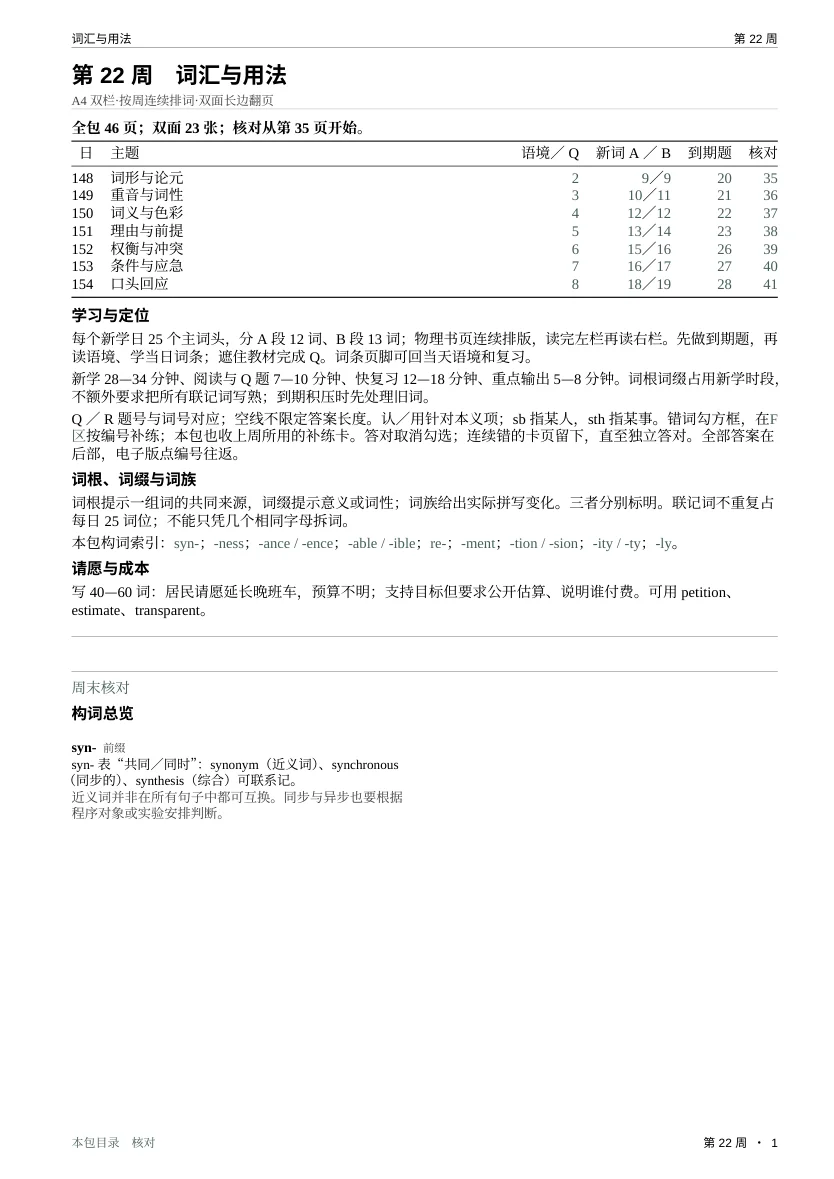 词汇与用法 第 22 周
第 22 周 词汇与用法
A4 双栏·按周连续排词·双面长边翻页
全包 46 页；双面 23 张；核对从第 35 页开始。
日 主题 语境／ Q 新词 A ／ B 到期题 核对
148 词形与论元 2 9／9 20 35
149 重音与词性 3 10／11 21 36
150 词义与色彩 4 12／12 22 37
151 理由与前提 5 13／14 23 38
152 权衡与冲突 6 15／16 26 39
153 条件与应急 7 16／17 27 40
154 口头回应 8 18／19 28 41
学习与定位
每个新学日 25 个主词头，分 A 段 12 词、B 段 13 词；物理书页连续排版，读完左栏再读右栏。先做到期题，再
读语境、学当日词条；遮住教材完成 Q。词条页脚可回当天语境和复习。
新学 28—34 分钟、阅读与 Q 题 7—10 分钟、快复习 12—18 分钟、重点输出 5—8 分钟。词根词缀占用新学时段，
不额外要求把所有联记词写熟；到期积压时先处理旧词。
Q ／ R 题号与词号对应；空线不限定答案长度。认／用针对本义项；sb 指某人，sth 指某事。错词勾方框，在F
区按编号补练；本包也收上周所用的补练卡。答对取消勾选；连续错的卡页留下，直至独立答对。全部答案在
后部，电子版点编号往返。
词根、词缀与词族
词根提示一组词的共同来源，词缀提示意义或词性；词族给出实际拼写变化。三者分别标明。联记词不重复占
每日 25 词位；不能只凭几个相同字母拆词。
本包构词索引：syn-；-ness；-ance / -ence；-able / -ible；re-；-ment；-tion / -sion；-ity / -ty；-ly。
请愿与成本
写 40—60 词：居民请愿延长晚班车，预算不明；支持目标但要求公开估算、说明谁付费。可用 petition、
estimate、transparent。
周末核对
构词总览
syn- 前缀
syn- 表“共同／同时”：synonym（近义词）、synchronous
（同步的）、synthesis（综合）可联系记。
近义词并非在所有句子中都可互换。同步与异步也要根据
程序对象或实验安排判断。
本包目录 核对 第 22 周 · 1